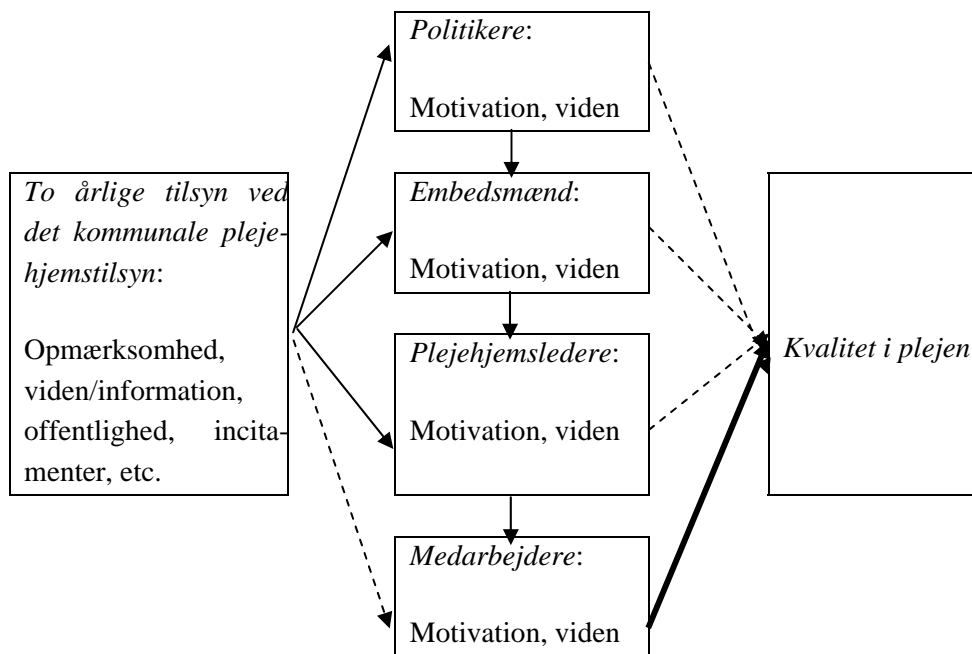 To årlige tilsyn ved
det kommunale pleje-
hjemstilsyn:
Opmærksomhed,
viden/information,
offentlighed, incita-
menter, etc.
Politikere:
Motivation, viden
Embedsmænd:
Motivation, viden
Plejehjemsledere:
Motivation, viden
Medarbejdere:
Motivation, viden
Kvalitet i plejen